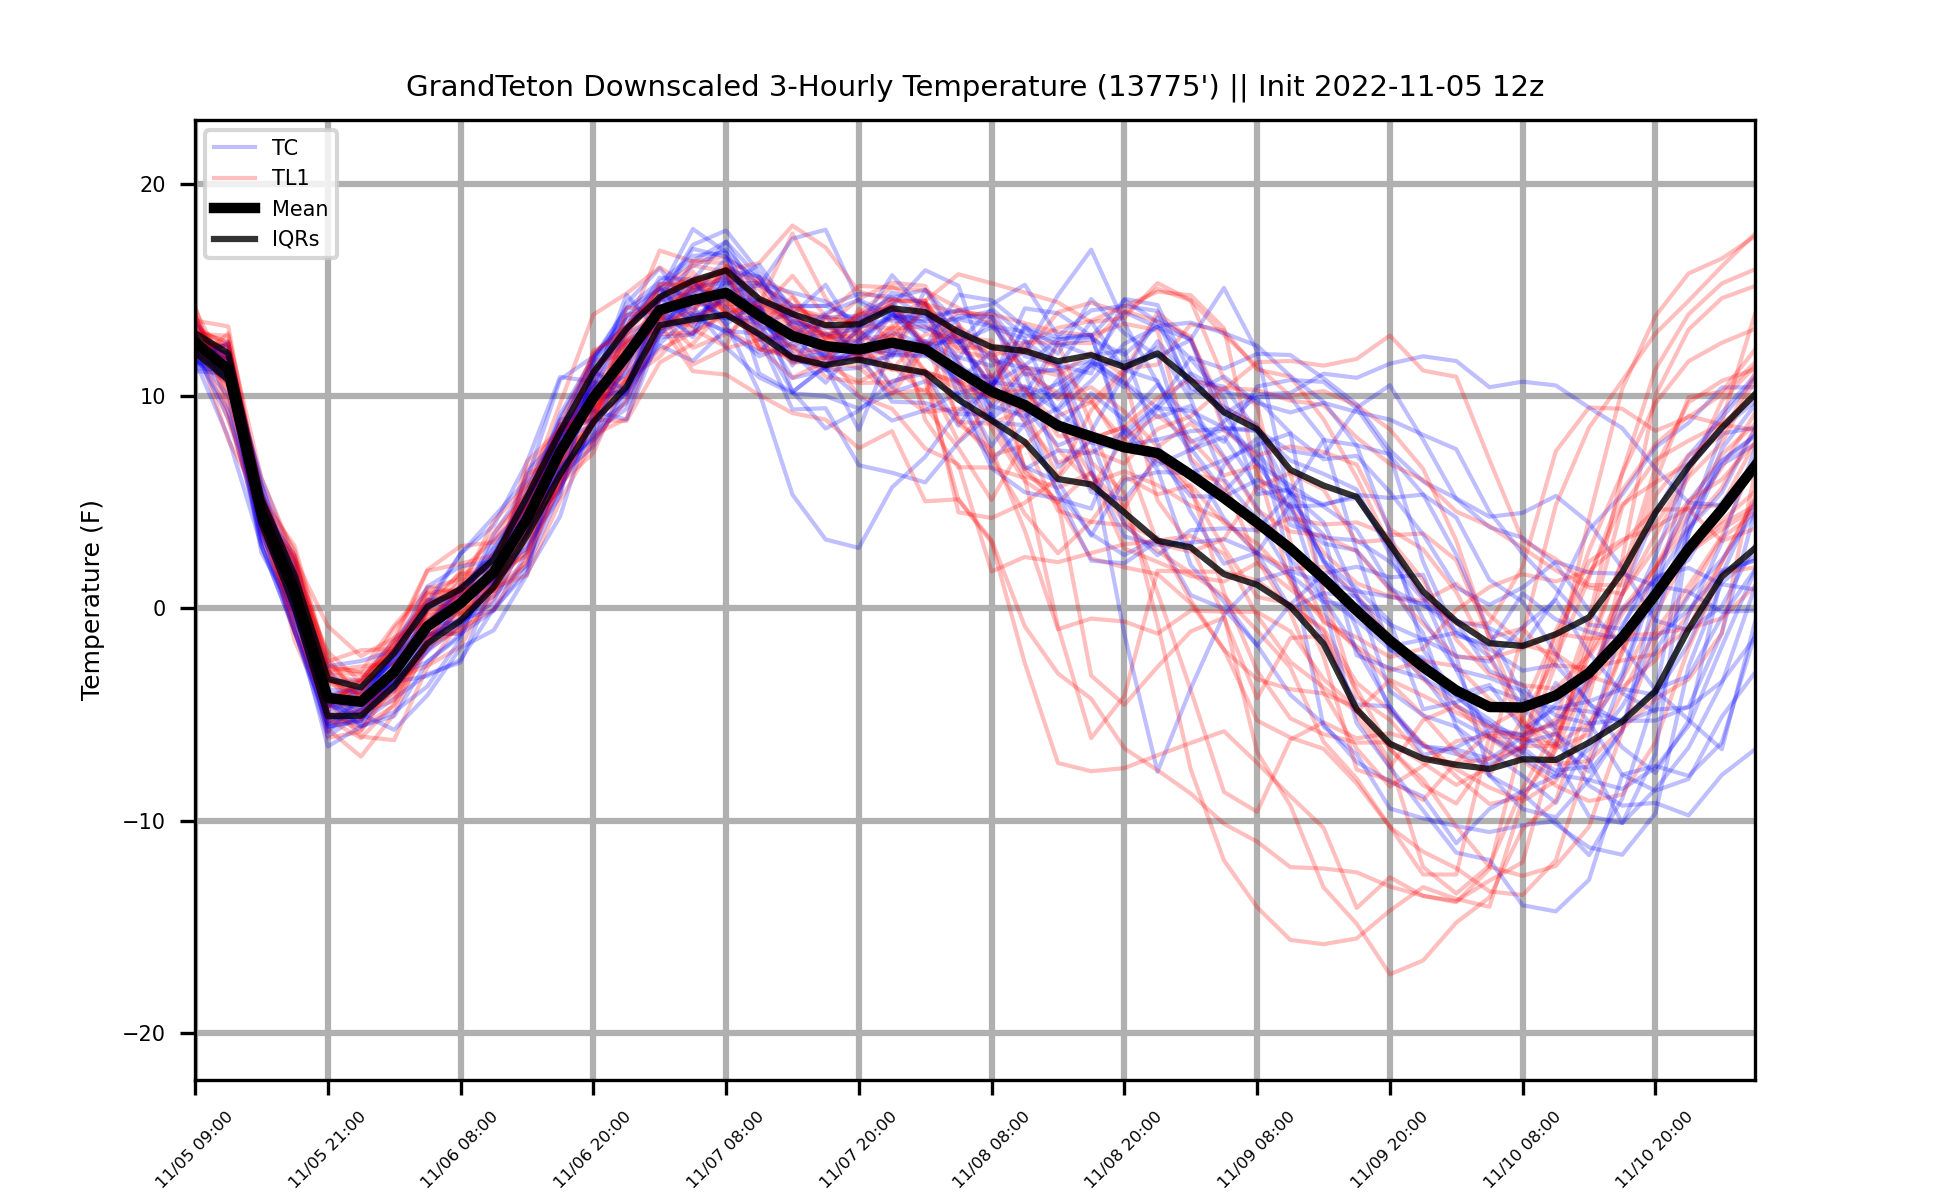 GrandTeton Downscaled 3-Hourly Temperature (13775') || Init 2022-11-05 12z
TC
TL1
Mean
IQRs
Temperature (F)
20
10
0
−10
−20
11/05 09:00
11/05 21:00
11/06 08:00
11/06 20:00
11/07 08:00
11/07 20:00
11/08 08:00
11/08 20:00
11/09 08:00
11/09 20:00
11/10 08:00
11/10 20:00